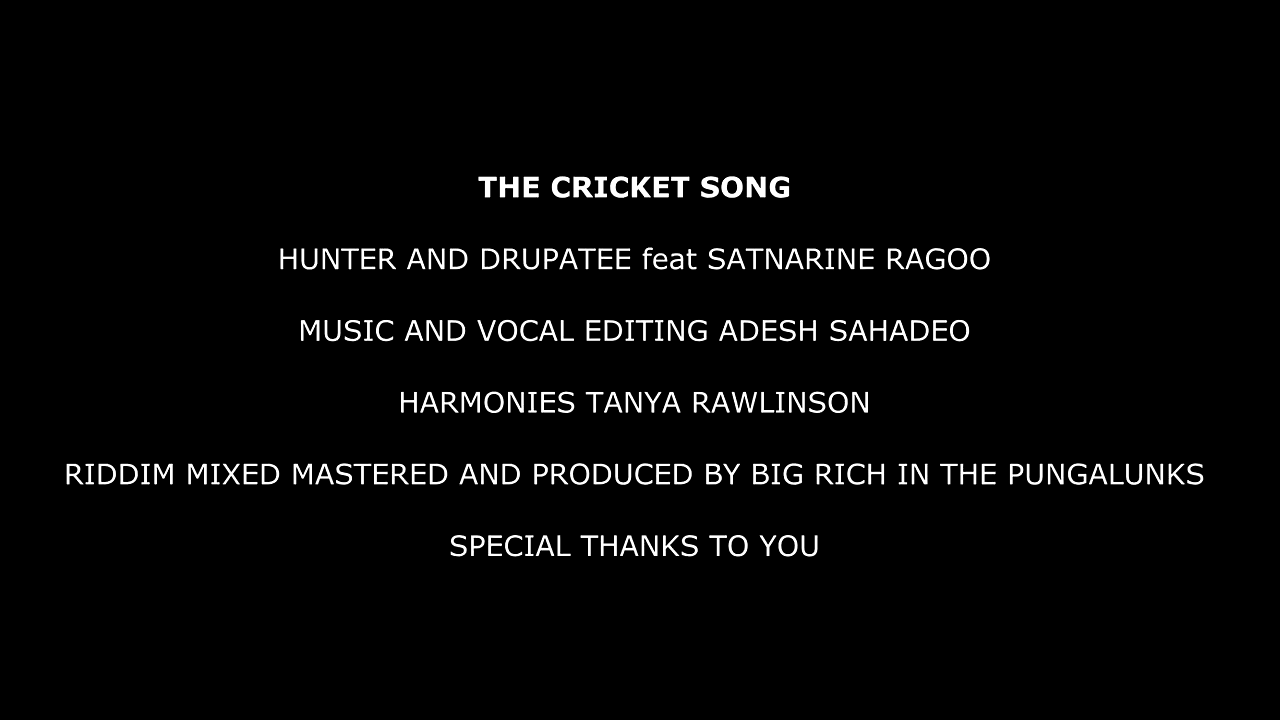 THE CRICKET SONG
HUNTER AND DRUPATEE feat SATNARINE RAGOO
MUSIC AND VOCAL EDITING ADESH SAHADEO
HARMONIES TANYA RAWLINSON
RIDDIM MIXED MASTERED AND PRODUCED BY BIG RICH IN THE PUNGALUNKS
SPECIAL THANKS TO YOU